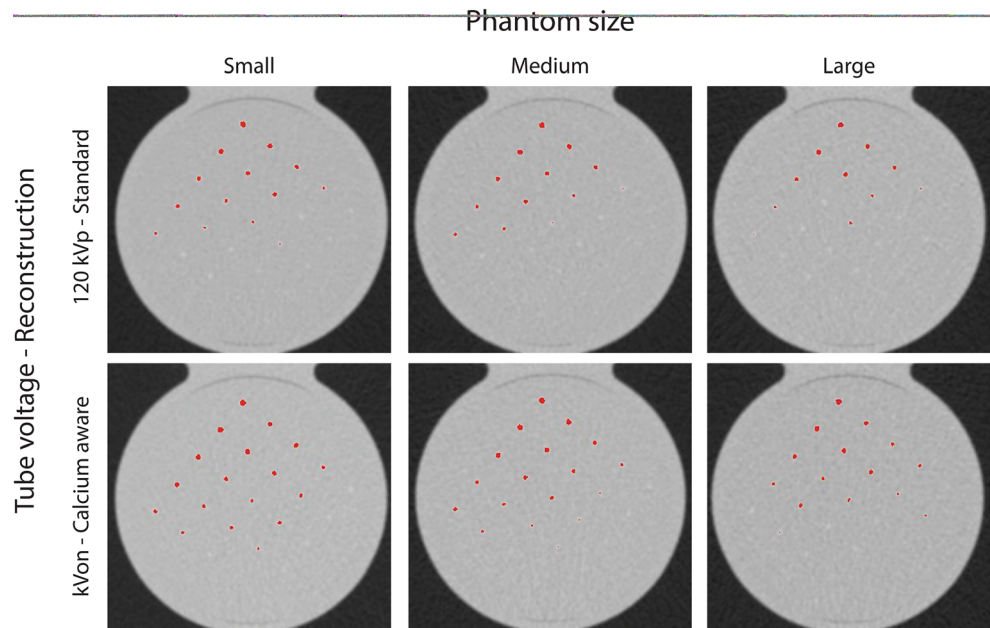 Phantom size
Small Medium Large
Tube voltage - Reconstruction
120 kVp - Standard
kVon - Calcium aware